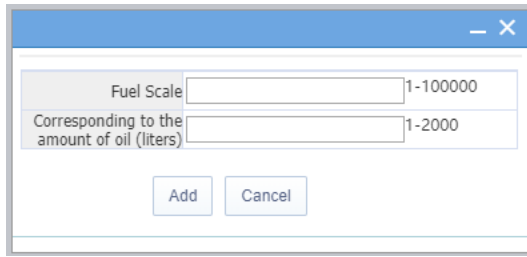 Fuel Scale 1-100000
Corresponding to the 1-2000
amount of oil (liters)
Add Cancel